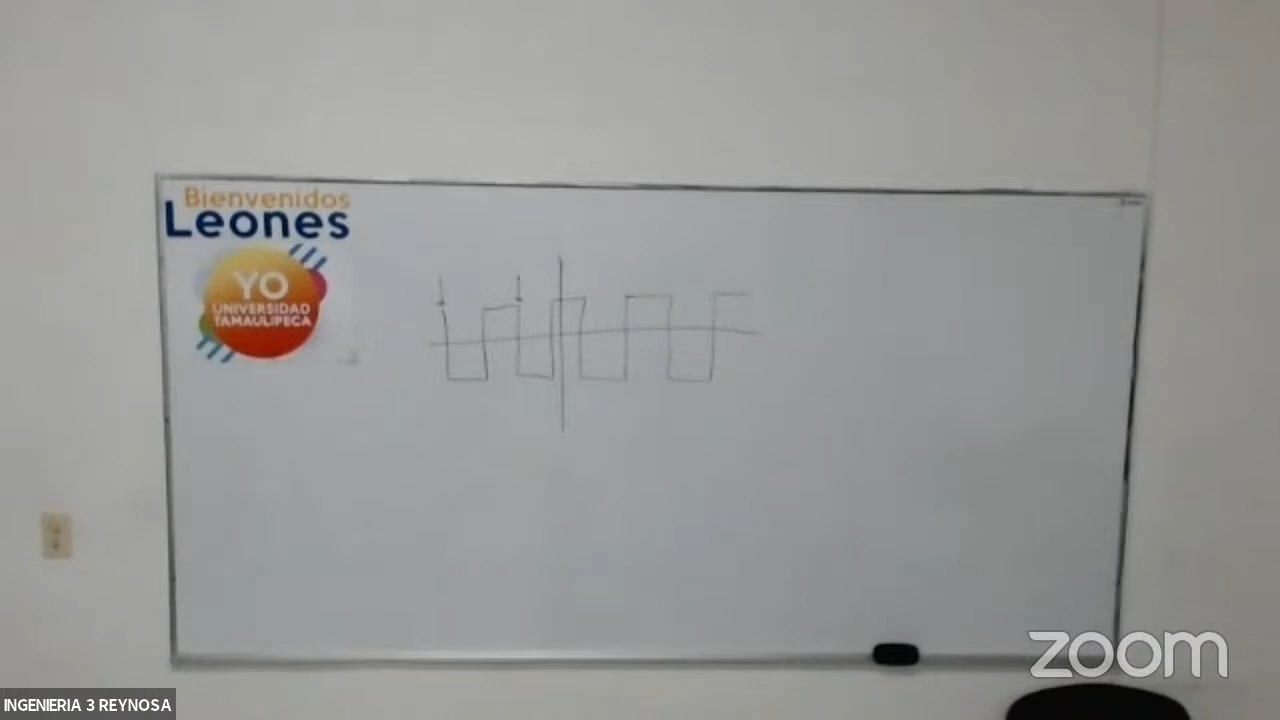 Bienvenidos
Leones
YO
UNIVERSIDAD
TAMAULIPECA
zoom
INGENIERIA 3 REYNOSA